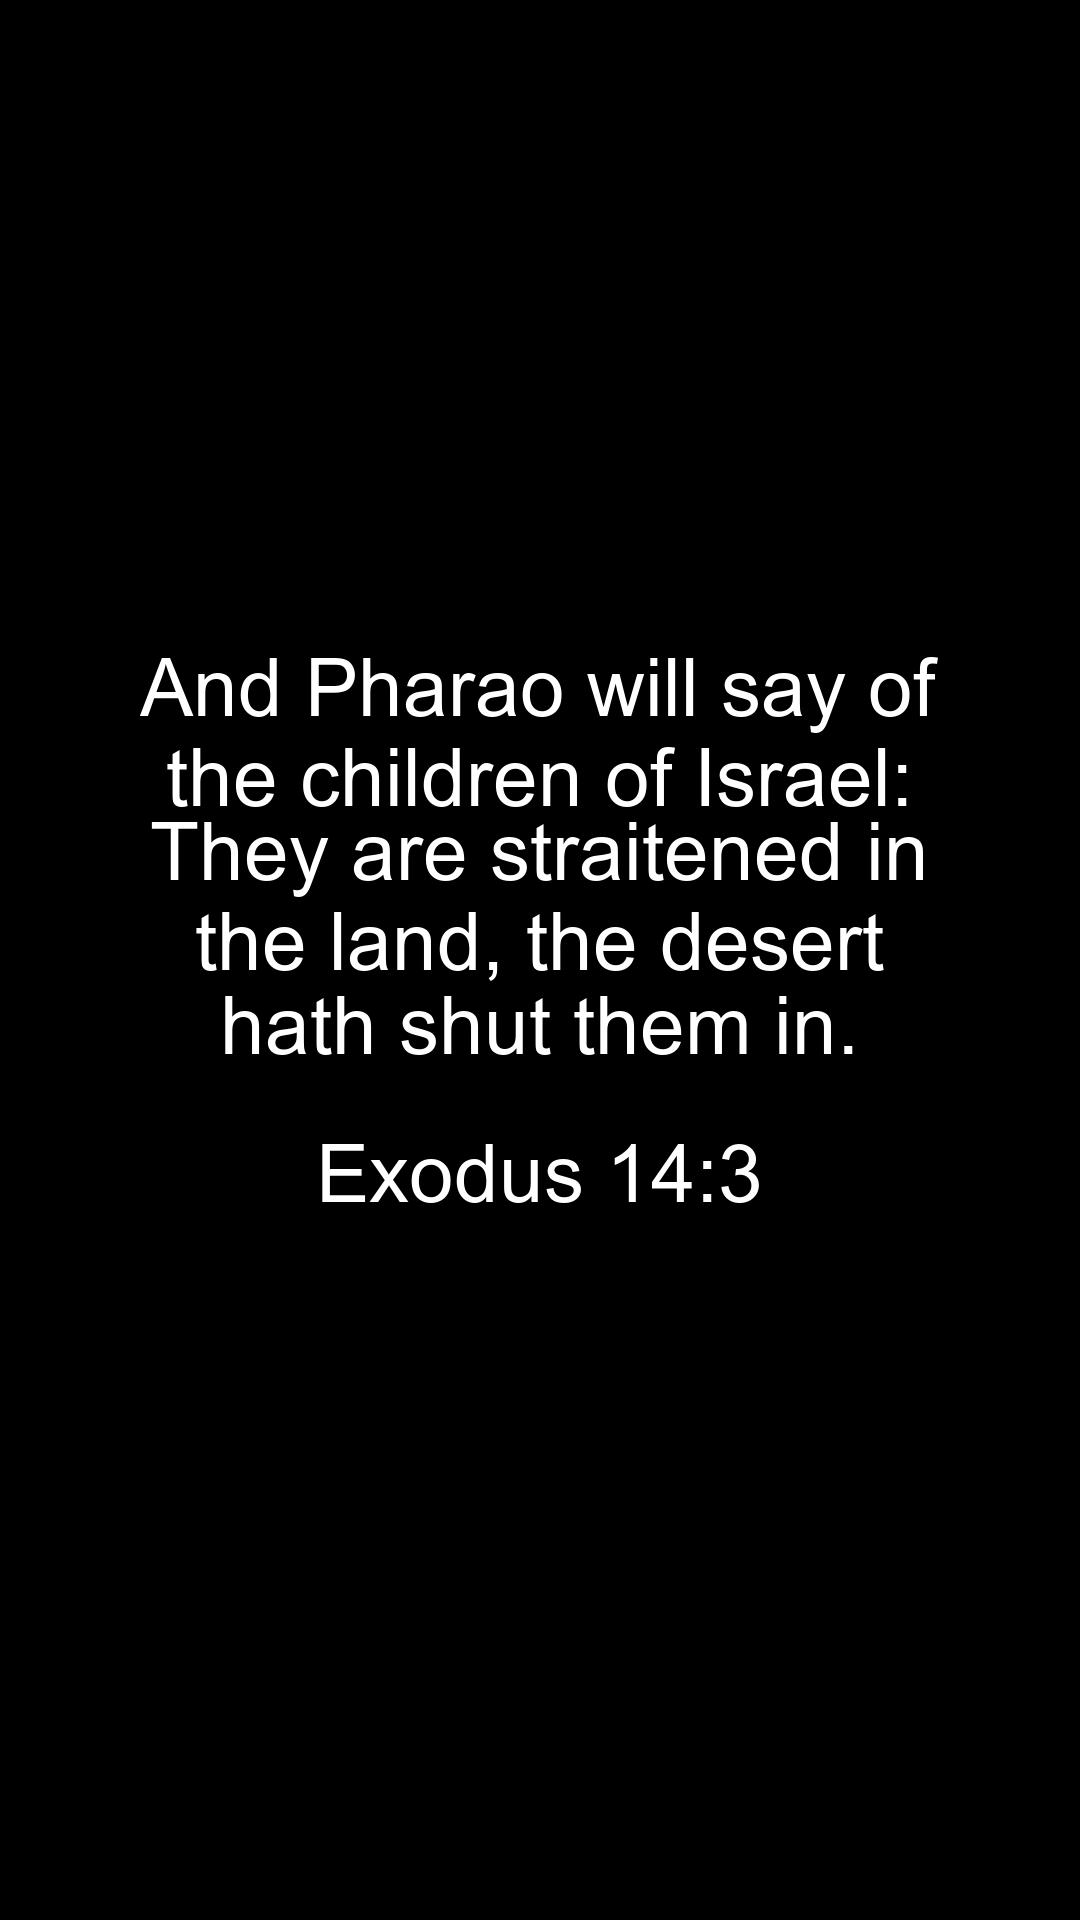 And Pharao will say of
the children of Israel:
They are straitened in
the land, the desert
hath shut them in.
Exodus 14:3